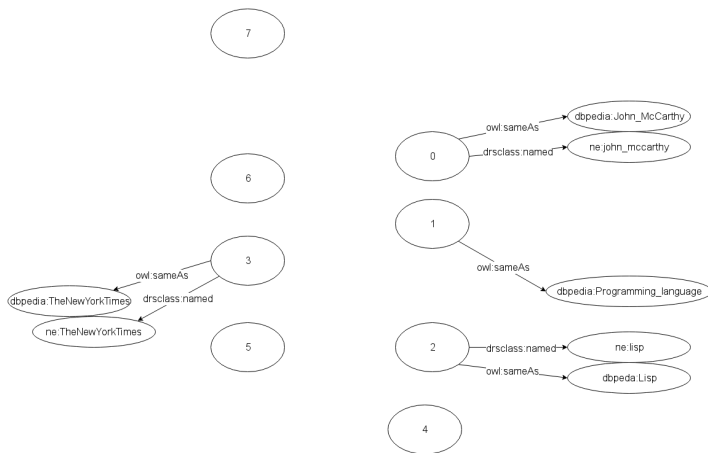 7
dbpedia:John_McCarthy
owl:sameAs
drsclass:named
ne:john_mccarthy
0
6
1
3
owl:sameAs
owl:sameAs
dbpedia:TheNewYorkTimes
drsclass:named
dbpedia:Programming_language
ne:TheNewYorkTimes
5
2
drsclass:named
ne:lisp
owl:sameAs
dbpeda:Lisp
4